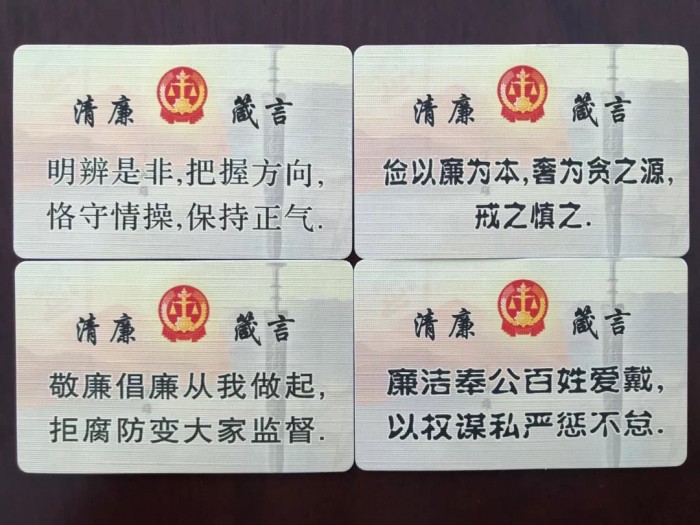 清廉 箴言
明辨是非,把握方向,
恪守情操,保持正气.
清廉 箴言
俭以廉为本,奢为贪之源,
戒之慎之.
清廉 箴言
敬廉倡廉从我做起,
拒腐防变大家监督.
清廉 箴言
廉洁奉公百姓爱戴,
以权谋私严惩不怠.